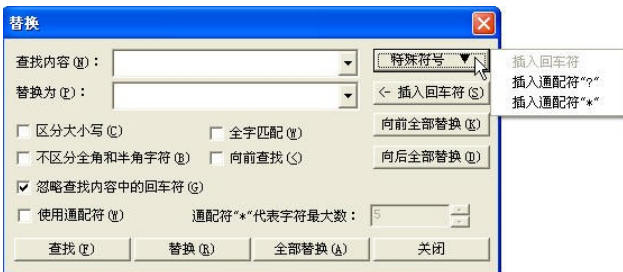 替换
查找内容(N)：
特殊符号 ▼
插入回车符
替换为(P)：
<- 插入回车符(S)
插入通配符"?"
插入通配符"*"
区分大小写(C)
全字匹配(W)
向前全部替换(K)
不区分全角和半角字符(B)
向前查找(<)
向后全部替换(D)
忽略查找内容中的回车符(G)
使用通配符(W)
通配符"*"代表字符最大数：
5
查找(F)
替换(R)
全部替换(A)
关闭